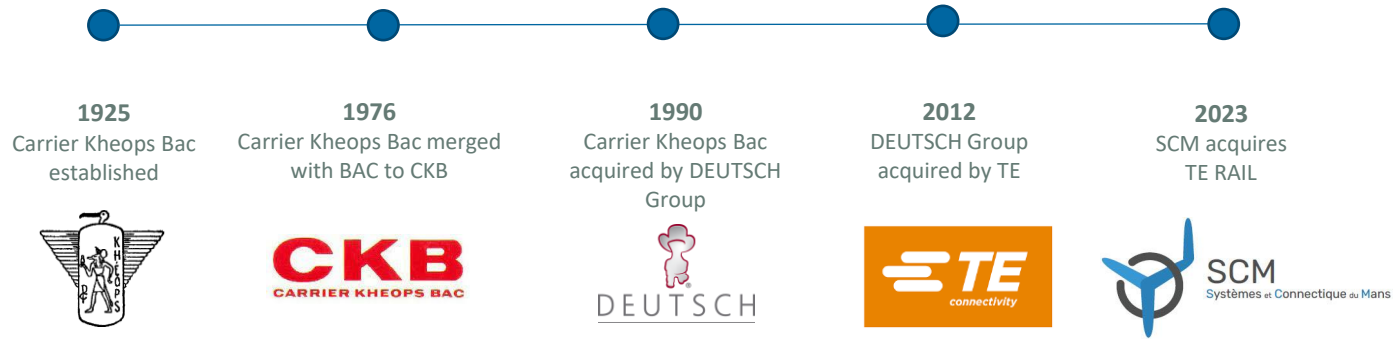 1925
Carrier Kheops Bac
established
1976
Carrier Kheops Bac merged
with BAC to CKB
1990
Carrier Kheops Bac
acquired by DEUTSCH
Group
2012
DEUTSCH Group
acquired by TE
2023
SCM acquires
TE RAIL
KHÉOPS
CKB
CARRIER KHEOPS BAC
®
DEUTSCH
TE
connectivity
SCM
Systèmes et Connectique du Mans